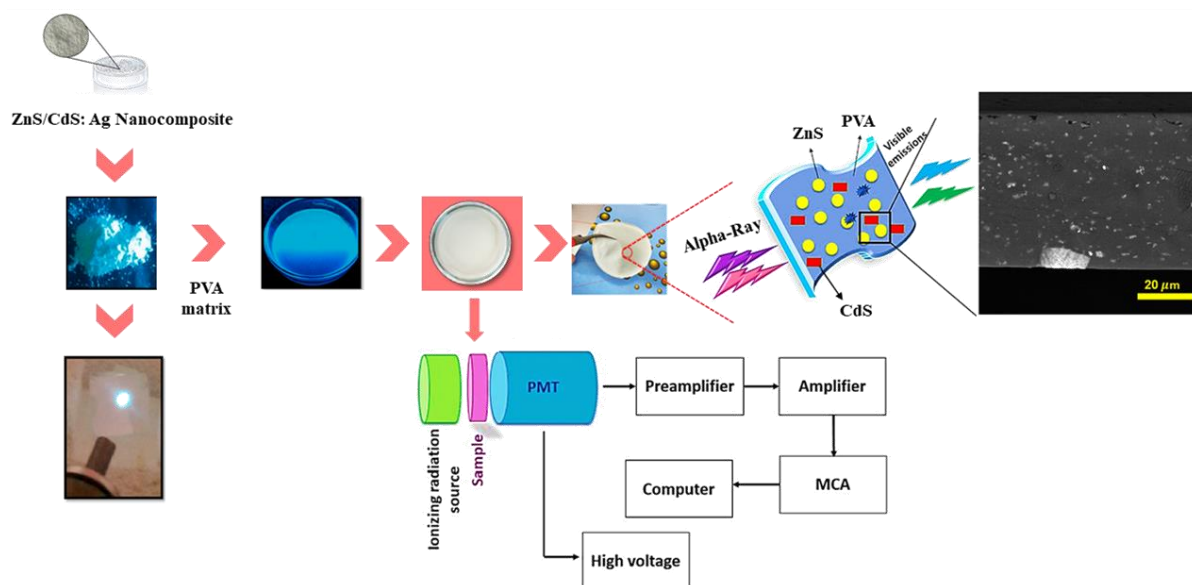 ZnS/CdS: Ag Nanocomposite
PVA
matrix
ZnS
PVA
Visible
emissions
Alpha-Ray
CdS
20 µm
Ionizing radiation
source
Sample
PMT
Preamplifier
Amplifier
MCA
Computer
High voltage